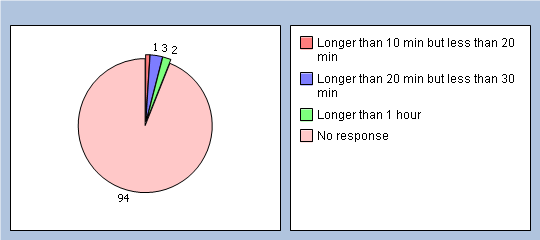 1 3 2
94
Longer than 10 min but less than 20
min
Longer than 20 min but less than 30
min
Longer than 1 hour
No response